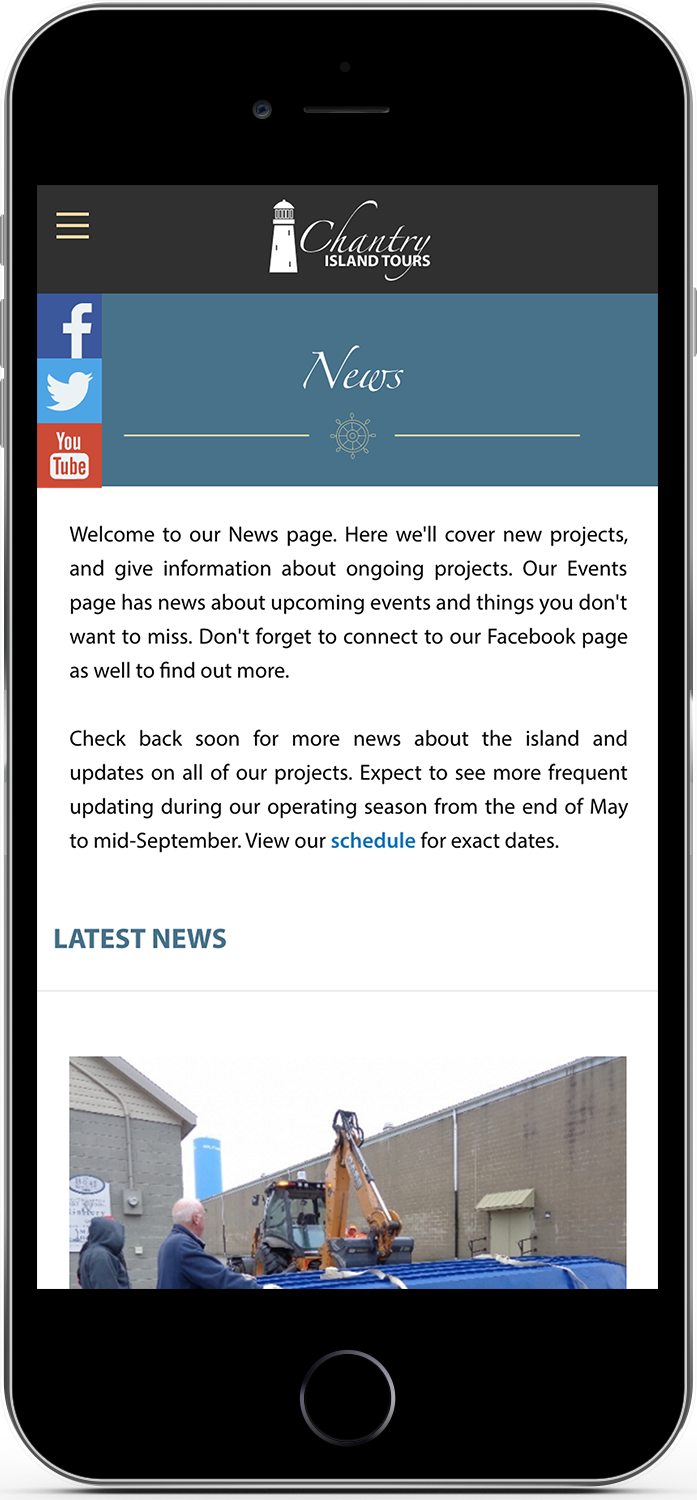 Chantry
ISLAND TOURS
You
Tube
News
Welcome to our News page. Here we'll cover new projects,
and give information about ongoing projects. Our Events
page has news about upcoming events and things you don't
want to miss. Don't forget to connect to our Facebook page
as well to find out more.
Check back soon for more news about the island and
updates on all of our projects. Expect to see more frequent
updating during our operating season from the end of May
to mid-September. View our schedule for exact dates.
LATEST NEWS
CASE
Gallery